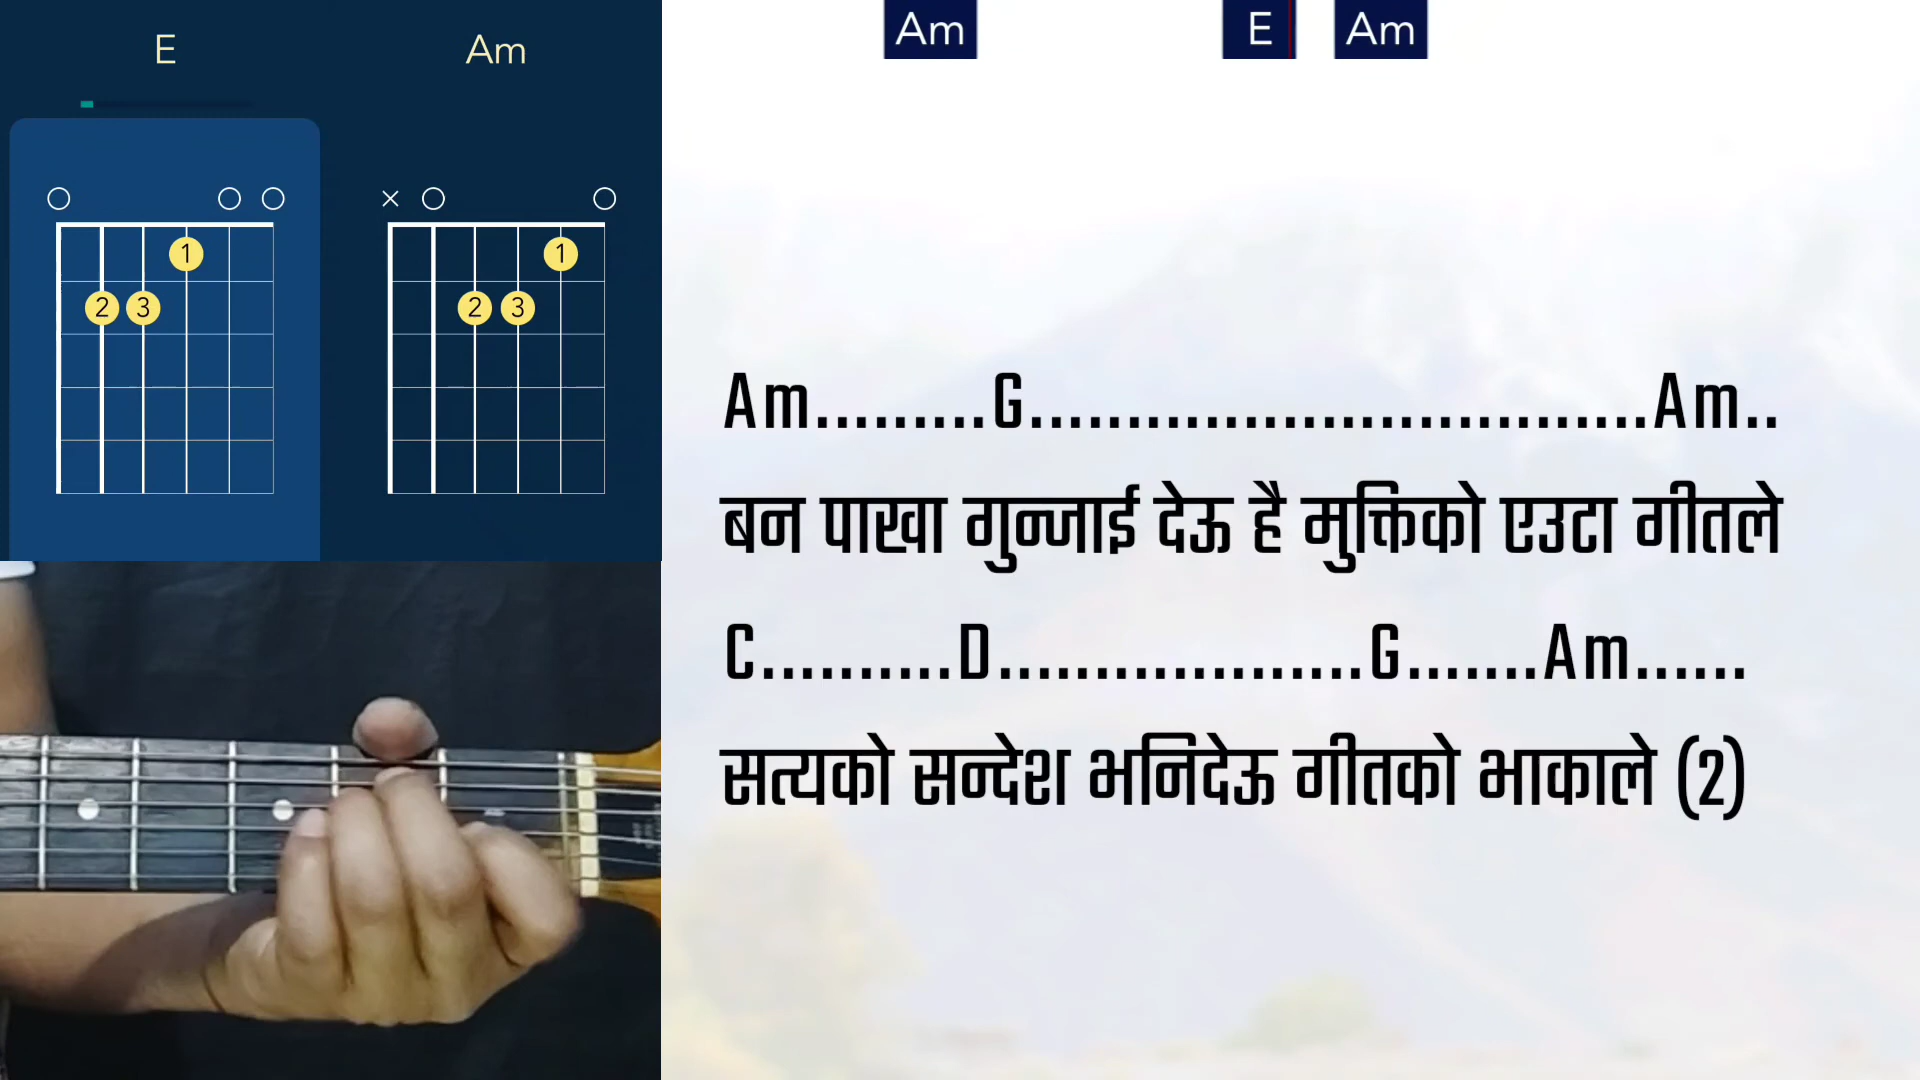 E Am
× ×
1 1
2 3 2 3
Am E Am
Am.........G.................................Am..
बन पाखा गुन्जाई देऊ है मुक्तिको एउटा गीतले
C..........D...................G.......Am......
सत्यको सन्देश भनिदेऊ गीतको भाकाले (2)